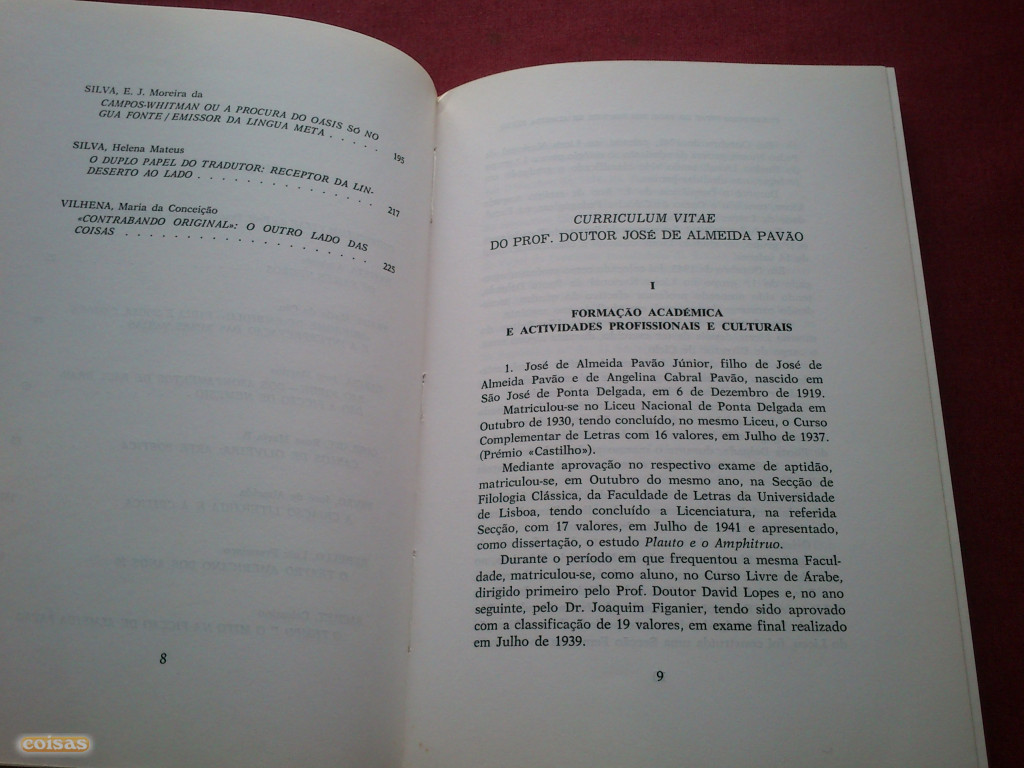 SILVA, E. J. Moreira da
CAMPOS-WHITMAN OU A PROCURA DO OASIS SÓ NO
GUA FONTE / EMISSOR DA LINGUA META . . . . . 195
SILVA, Helena Mateus
O DUPLO PAPEL DO TRADUTOR: RECEPTOR DA LIN-
DESERTO AO LADO . . . . . . . . . . . . . 217
VILHENA, Maria da Conceição
«CONTRABANDO ORIGINAL»: O OUTRO LADO DAS
COISAS . . . . . . . . . . . . . . . . . . 225
8
CURRICULUM VITAE
DO PROF. DOUTOR JOSÉ DE ALMEIDA PAVÃO
I
FORMAÇÃO ACADÉMICA
E ACTIVIDADES PROFISSIONAIS E CULTURAIS
1. José de Almeida Pavão Júnior, filho de José de
Almeida Pavão e de Angelina Cabral Pavão, nascido em
São José de Ponta Delgada, em 6 de Dezembro de 1919.
Matriculou-se no Liceu Nacional de Ponta Delgada em
Outubro de 1930, tendo concluído, no mesmo Liceu, o Curso
Complementar de Letras com 16 valores, em Julho de 1937.
(Prémio «Castilho»).
Mediante aprovação no respectivo exame de aptidão,
matriculou-se, em Outubro do mesmo ano, na Secção de
Filologia Clássica, da Faculdade de Letras da Universidade
de Lisboa, tendo concluído a Licenciatura, na referida
Secção, com 17 valores, em Julho de 1941 e apresentado,
como dissertação, o estudo Plauto e o Amphitruo.
Durante o período em que frequentou a mesma Facul-
dade, matriculou-se, como aluno, no Curso Livre de Árabe,
dirigido primeiro pelo Prof. Doutor David Lopes e, no ano
seguinte, pelo Dr. Joaquim Figanier, tendo sido aprovado
com a classificação de 19 valores, em exame final realizado
em Julho de 1939.
9
coisas